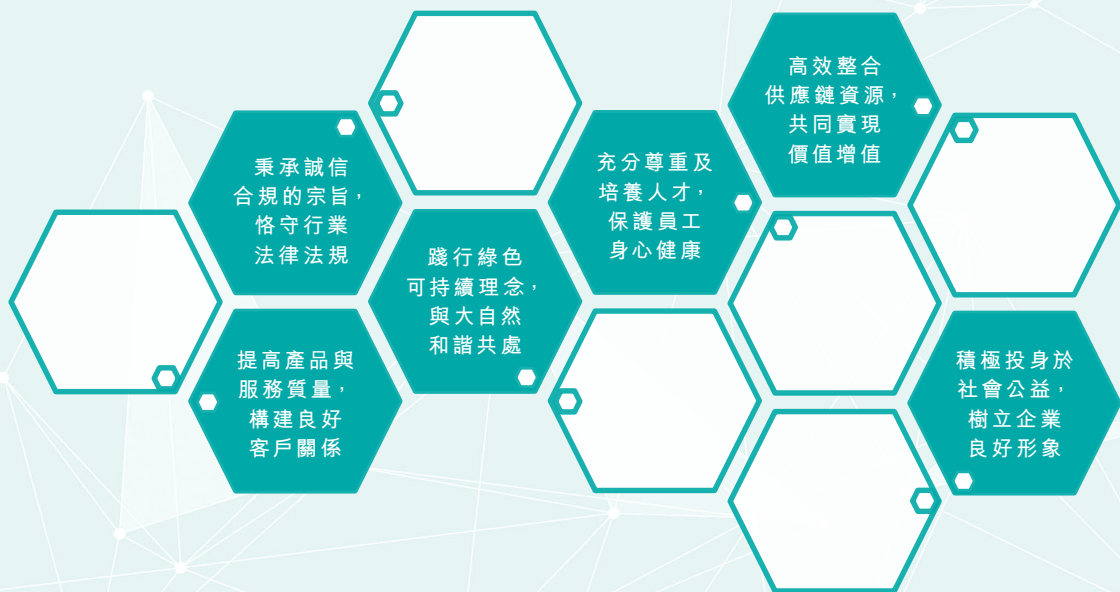 秉承誠信
合規的宗旨，
恪守行業
法律法規
提高產品與
服務質量，
構建良好
客戶關係
踐行綠色
可持續理念，
與大自然
和諧共處
充分尊重及
培養人才，
保護員工
身心健康
高效整合
供應鏈資源，
共同實現
價值增值
積極投身於
社會公益，
樹立企業
良好形象